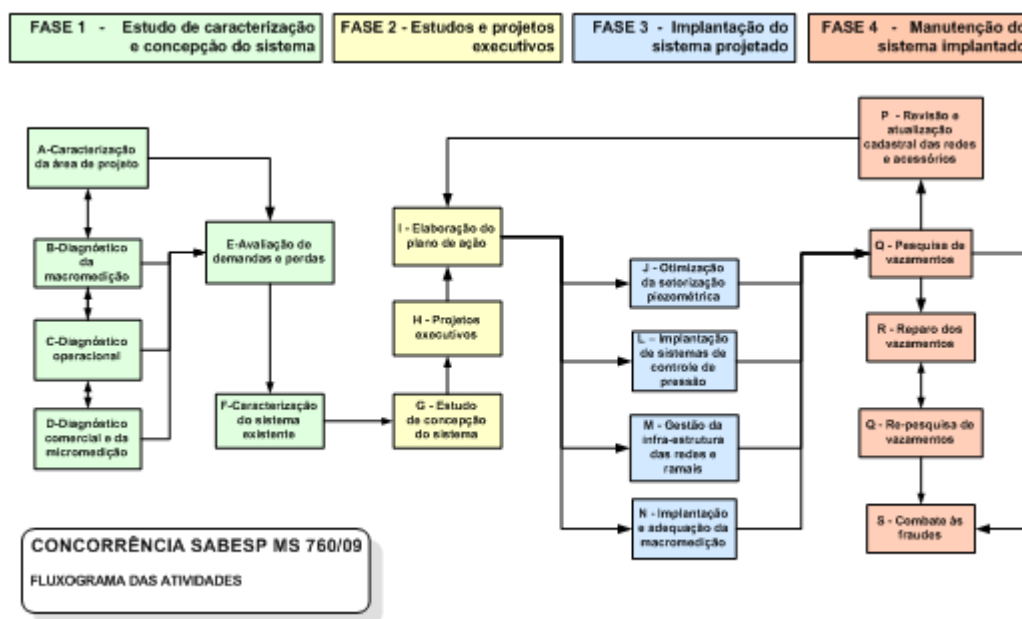 FASE 1 - Estudo de caracterização
e concepção do sistema
FASE 2 - Estudos e projetos
executivos
FASE 3 - Implantação do
sistema projetado
FASE 4 - Manutenção do
sistema implantado
A-Caracterização
da área de projeto
B-Diagnóstico
da
macromedição
C-Diagnóstico
operacional
D-Diagnóstico
comercial e da
micromedição
E-Avaliação de
demandas e perdas
F-Caracterização
do sistema
existente
I - Elaboração do
plano de ação
H - Projetos
executivos
G - Estudo
de concepção
do sistema
J - Otimização
da setorização
piezométrica
L - Implantação
de sistemas de
controle de
pressão
M - Gestão da
infra-estrutura
das redes e
ramais
N - Implantação
e adequação da
macromedição
P - Revisão e
atualização
cadastral das redes
e acessórios
Q - Pesquisa de
vazamentos
R - Reparo dos
vazamentos
Q - Re-pesquisa de
vazamentos
S - Combate às
fraudes
CONCORRÊNCIA SABESP MS 760/09
FLUXOGRAMA DAS ATIVIDADES